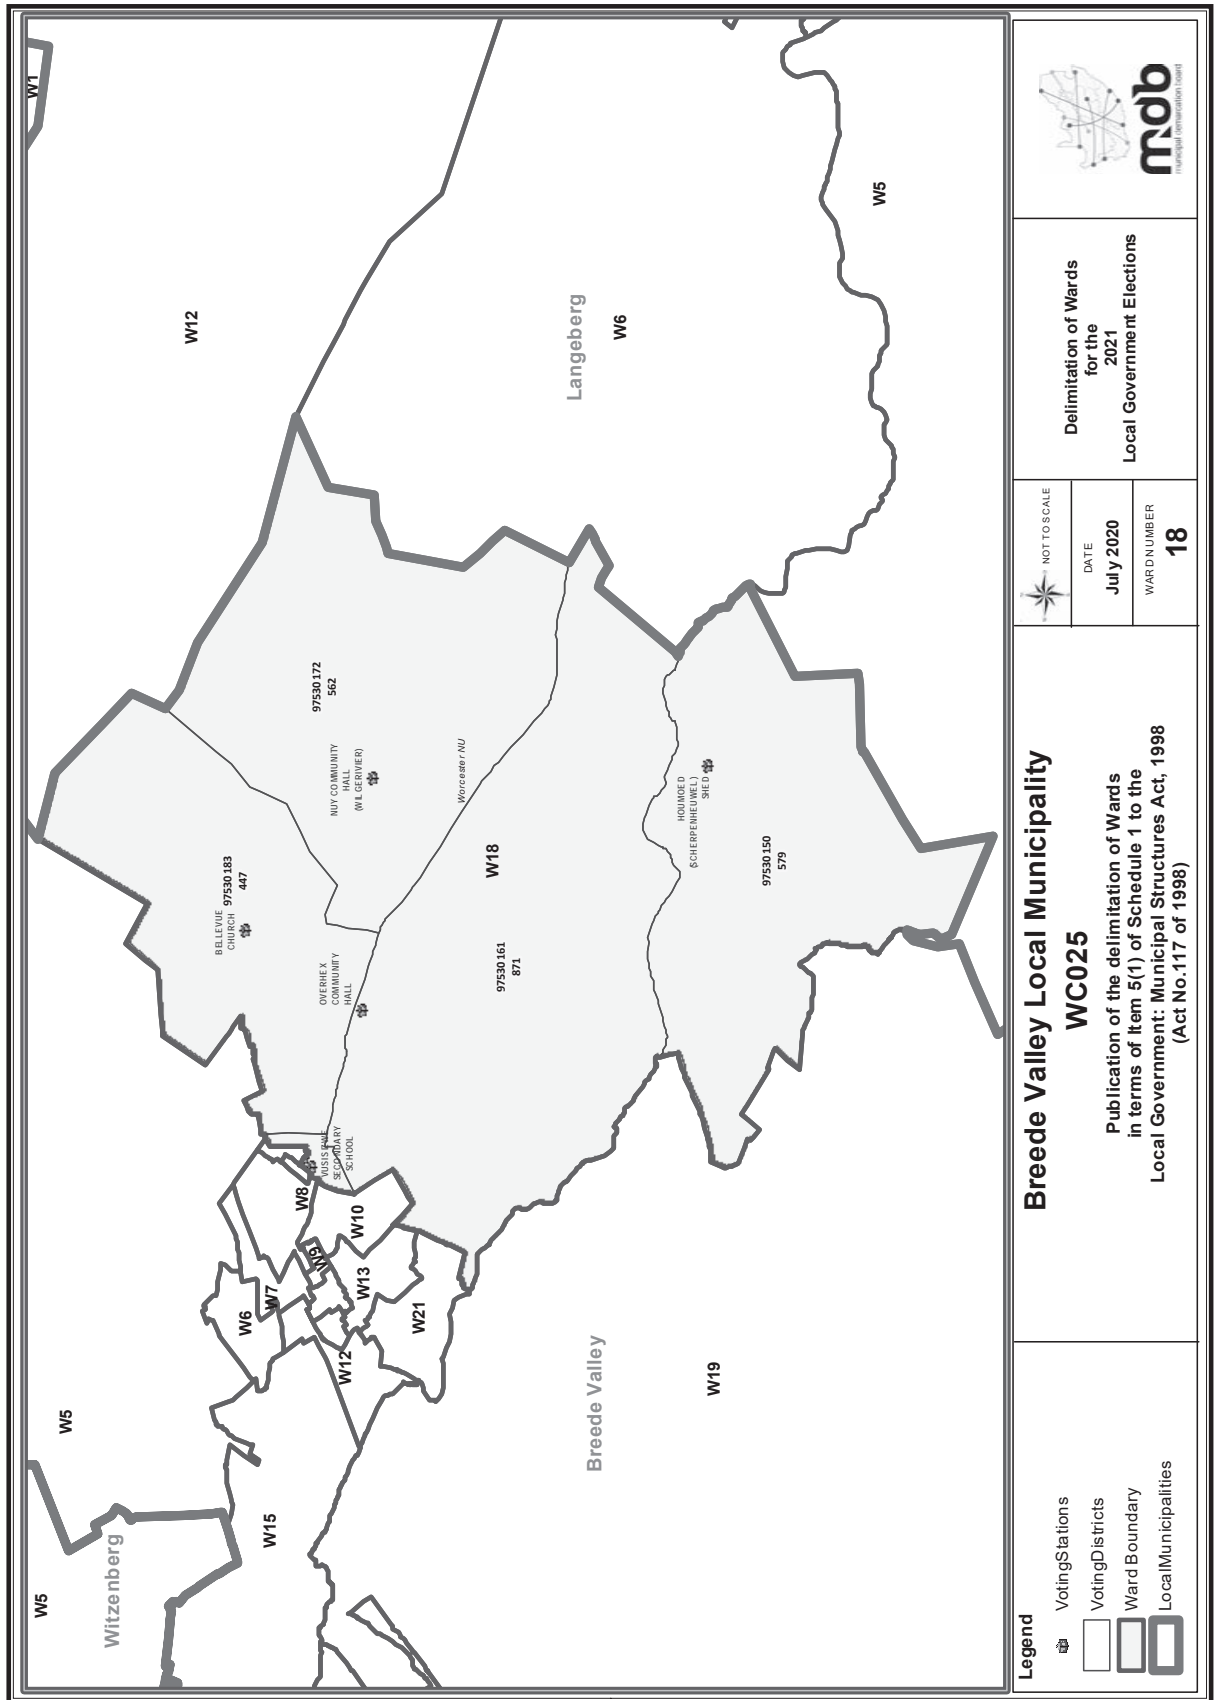 W1
W12
W5
Langeberg
W6
97530172
562
NUY COMMUNITY
HALL
(WILGERIVIER)
Worcester NU
97530183
447
BELLEVUE
CHURCH
W18
OVERHEX
COMMUNITY
HALL
97530161
871
HOUMOED
(SCHERPENHEUWEL)
SHED
97530150
579
SECONDARY
SCHOOL
W8
W10
W9
W13
W7
W6
W21
W12
W5
W15
W5
Witzenberg
Breede Valley
W19
Legend
VotingStations
VotingDistricts
Ward Boundary
LocalMunicipalities
Breede Valley Local Municipality
WC025
Publication of the delimitation of Wards
in terms of Item 5(1) of Schedule 1 to the
Local Government: Municipal Structures Act, 1998
(Act No.117 of 1998)
NOT TO SCALE
DATE
July 2020
WARD NUMBER
18
Delimitation of Wards
for the
2021
Local Government Elections
mdb
municipal demarcation board